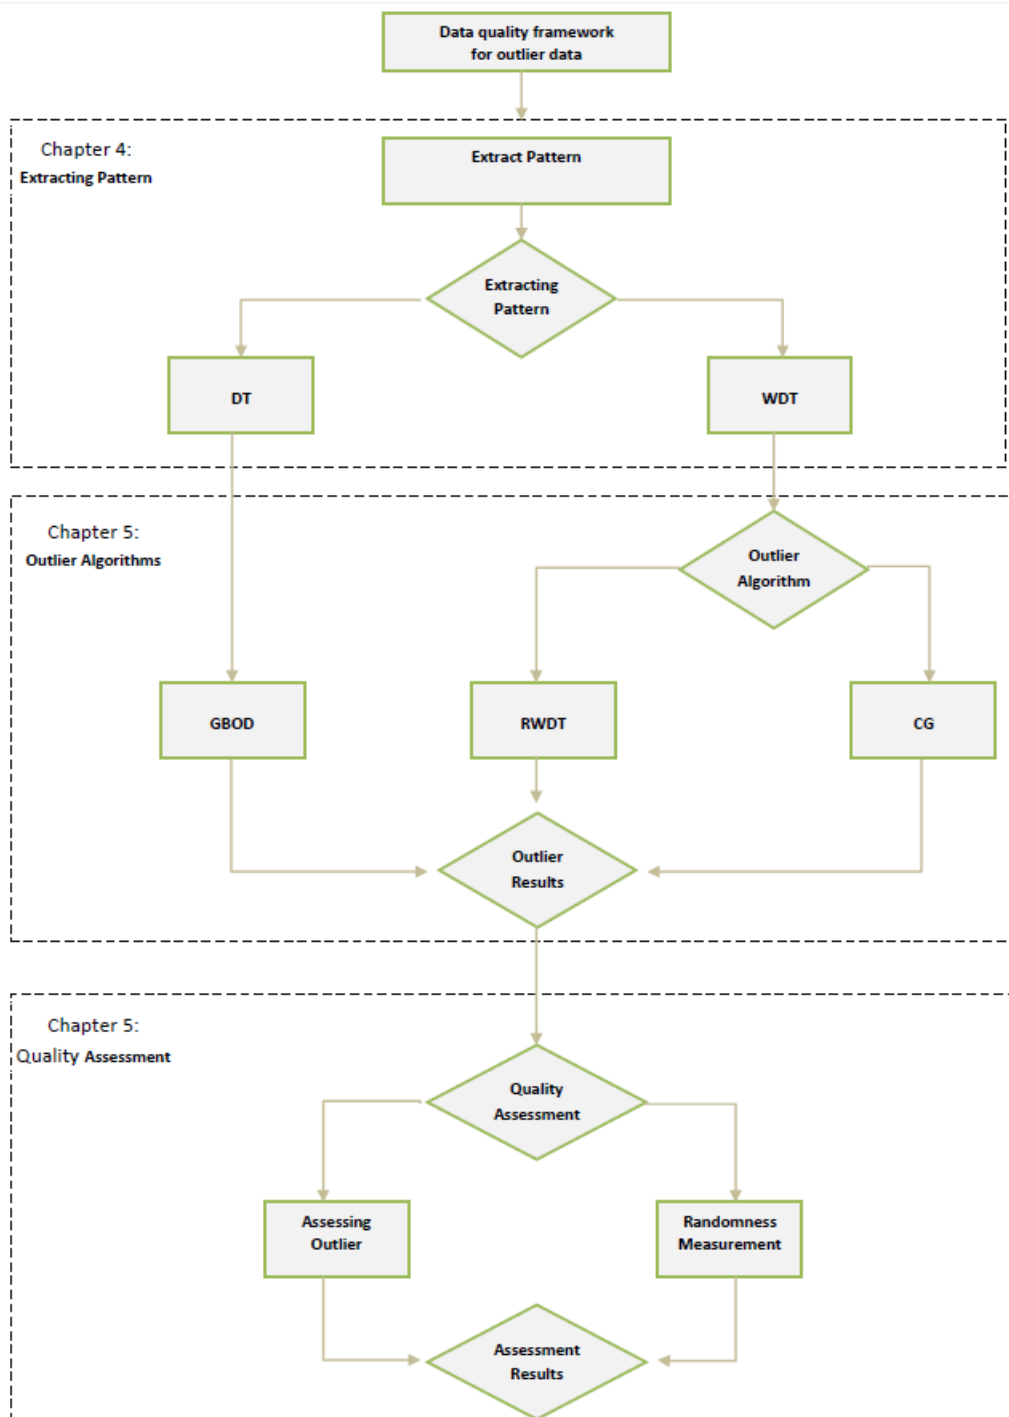 Data quality framework
for outlier data
Chapter 4:
Extracting Pattern
Extract Pattern
Extracting
Pattern
DT
WDT
Chapter 5:
Outlier Algorithms
Outlier
Algorithm
GBOD
RWDT
CG
Outlier
Results
Chapter 5:
Quality Assessment
Quality
Assessment
Assessing
Outlier
Randomness
Measurement
Assessment
Results